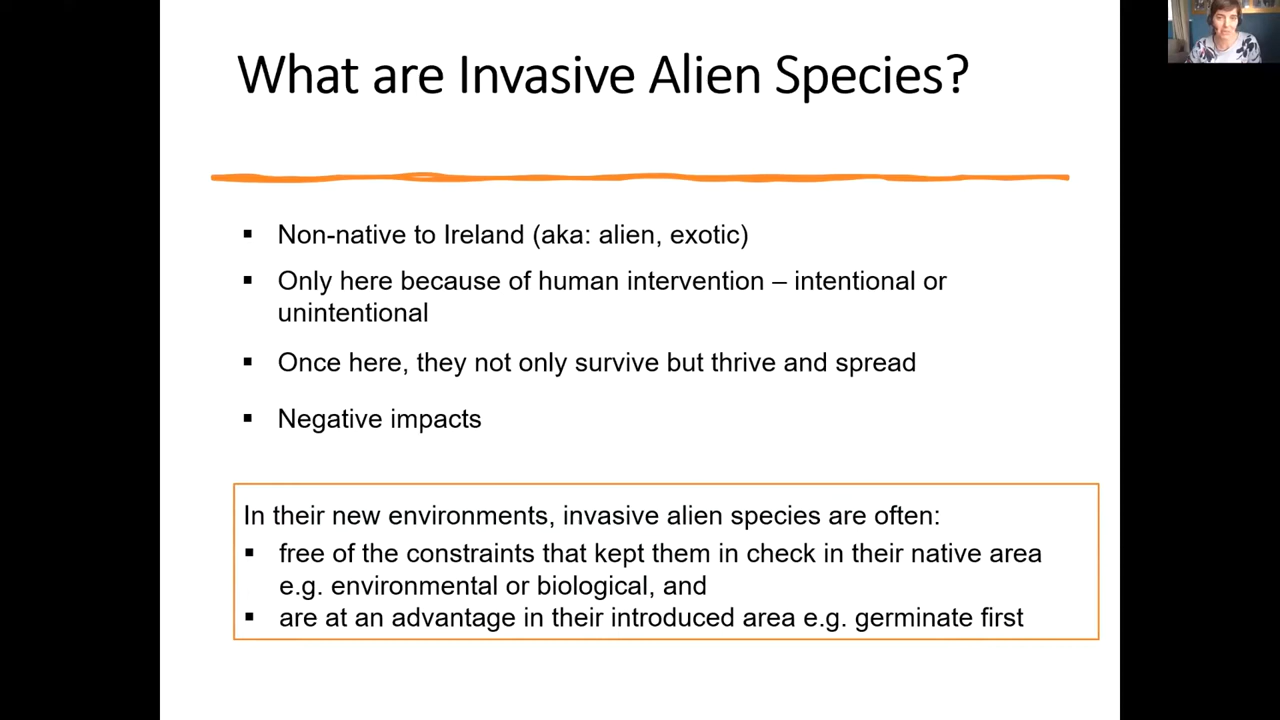 What are Invasive Alien Species?
▪ Non-native to Ireland (aka: alien, exotic)
▪ Only here because of human intervention – intentional or
unintentional
▪ Once here, they not only survive but thrive and spread
▪ Negative impacts
In their new environments, invasive alien species are often:
▪ free of the constraints that kept them in check in their native area
e.g. environmental or biological, and
▪ are at an advantage in their introduced area e.g. germinate first